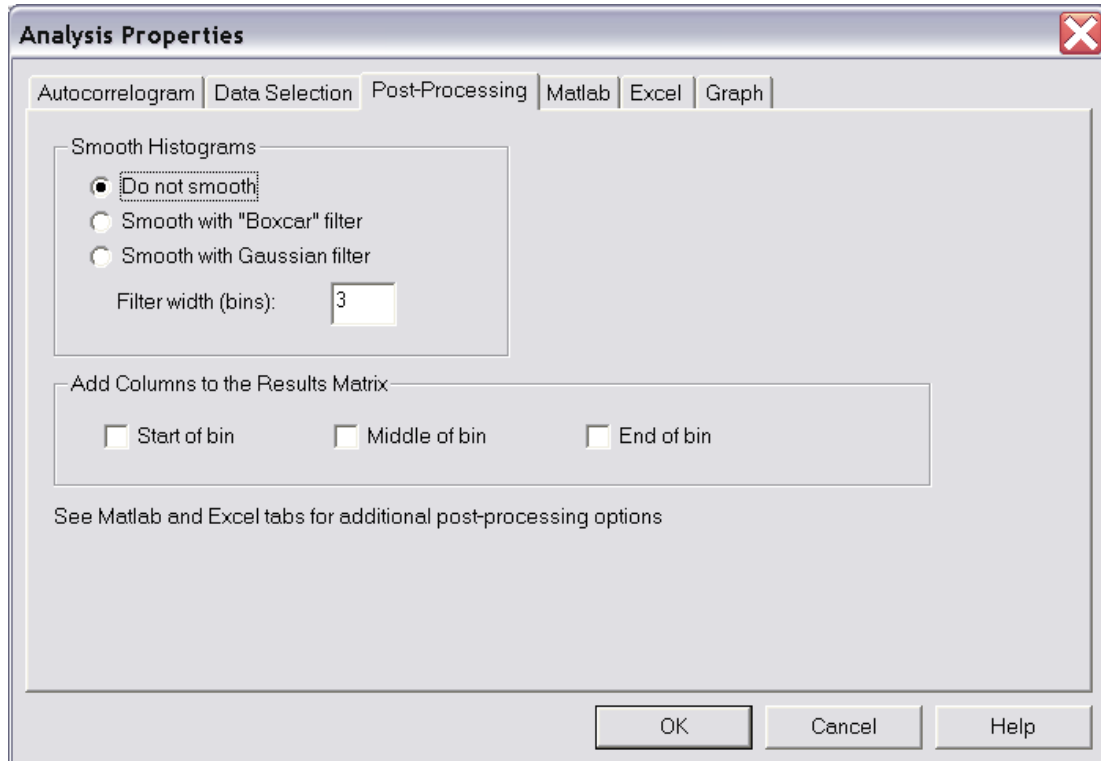 Analysis Properties
Autocorrelogram Data Selection Post-Processing Matlab Excel Graph
Smooth Histograms
Do not smooth
Smooth with "Boxcar" filter
Smooth with Gaussian filter
Filter width (bins): 3
Add Columns to the Results Matrix
Start of bin Middle of bin End of bin
See Matlab and Excel tabs for additional post-processing options
OK Cancel Help